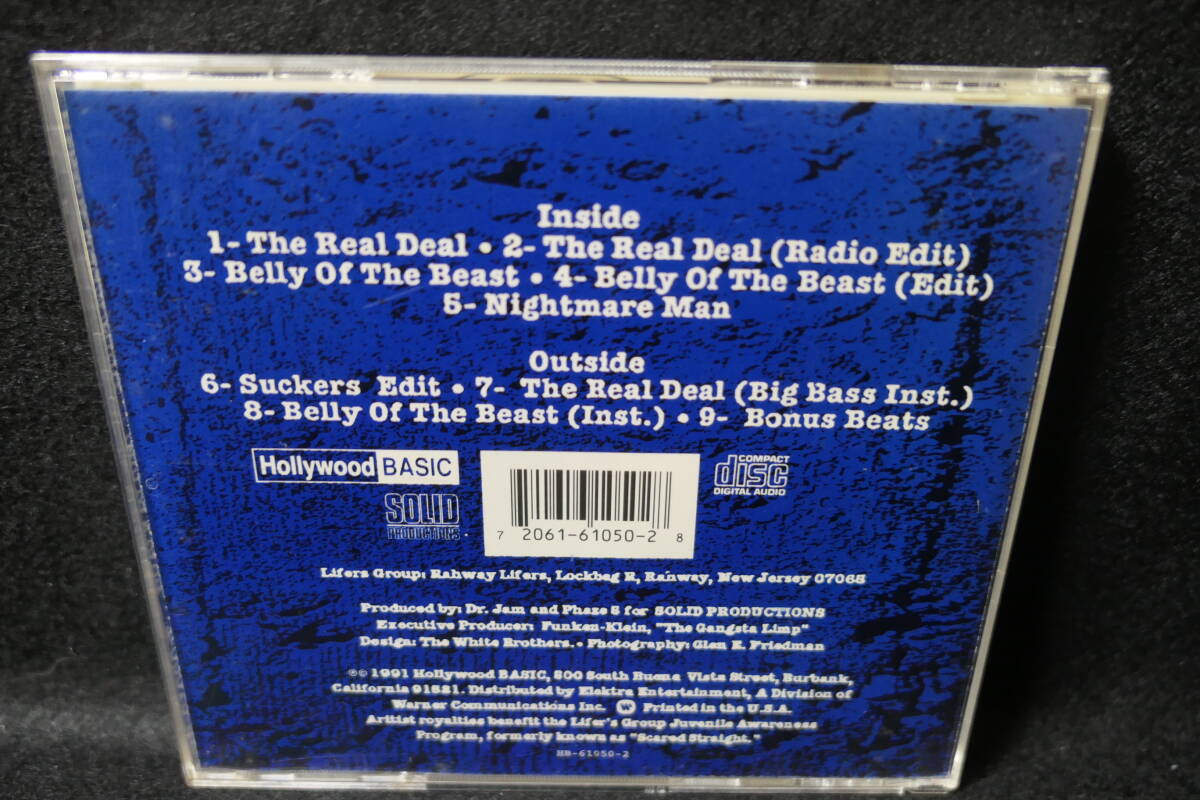 Inside
1- The Real Deal • 2- The Real Deal (Radio Edit)
3- Belly Of The Beast • 4- Belly Of The Beast (Edit)
5- Nightmare Man
Outside
6- Suckers Edit • 7- The Real Deal (Big Bass Inst.)
8- Belly Of The Beast (Inst.) • 9- Bonus Beats
Hollywood BASIC
SOLID
PRODUCTIONS
7 2061-61050-2 8
COMPACT
disc
DIGITAL AUDIO
Lifers Group: Rahway Lifers, Lockbag R, Rahway, New Jersey 07065
Produced by: Dr. Jam and Phase 5 for SOLID PRODUCTIONS
Executive Producer: Funken-Klein, "The Gangsta Limp"
Design: The White Brothers. • Photography: Glen E. Friedman
℗© 1991 Hollywood BASIC, 500 South Buena Vista Street, Burbank,
California 91521. Distributed by Elektra Entertainment, A Division of
Warner Communications Inc. W Printed in the U.S.A.
Aritist royalties benefit the Lifer's Group Juvenile Awareness
Program, formerly known as "Scared Straight."
HB-61050-2